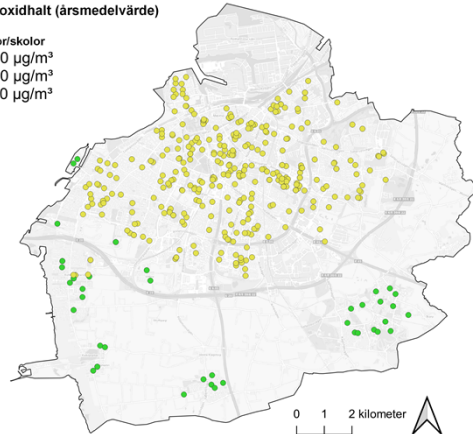 oxidhalt (årsmedelvärde)
or/skolor
0 µg/m³
0 µg/m³
0 µg/m³
0 1 2 kilometer